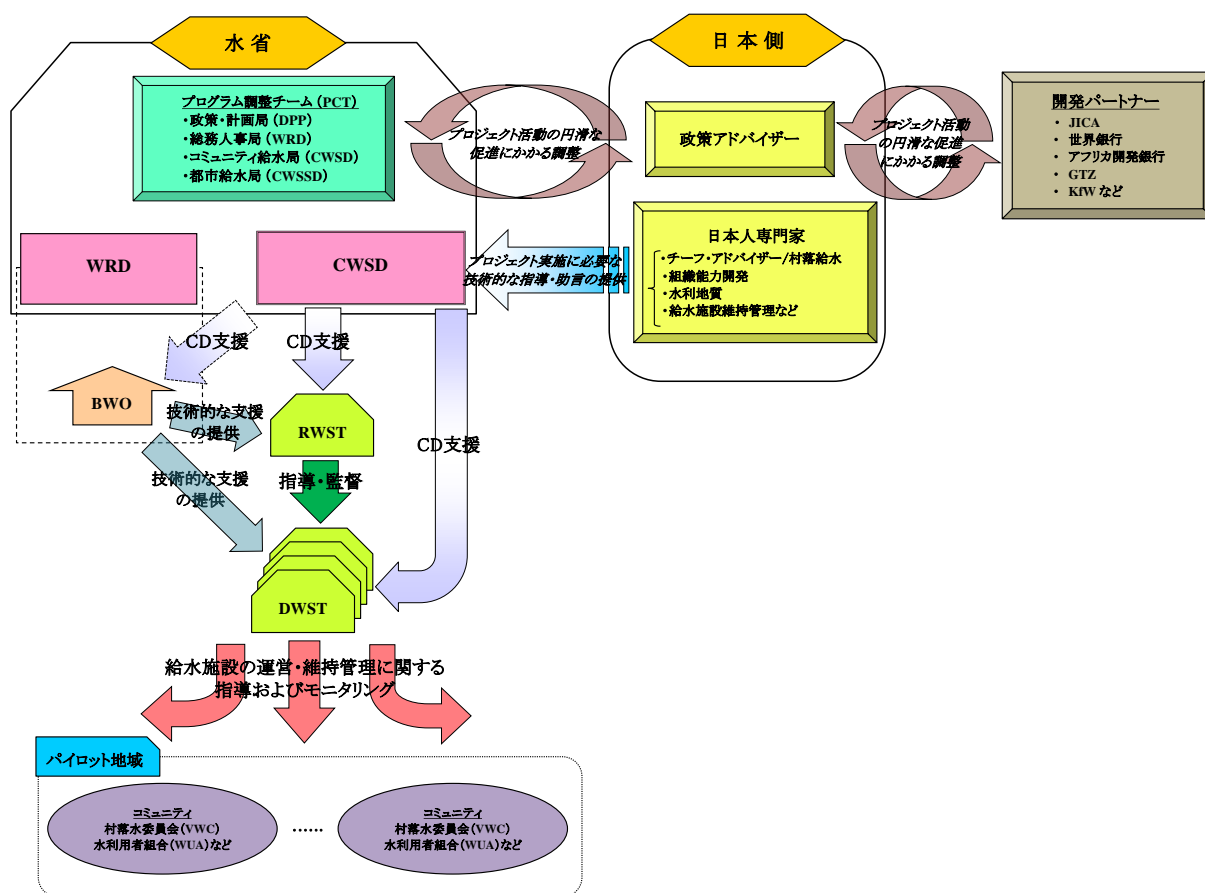 水 省
日 本 側
プログラム調整チーム（PCT）
・政策・計画局（DPP）
・総務人事局（WRD）
・コミュニティ給水局（CWSD）
・都市給水局（CWSSD）
プロジェクト活動の円滑な
促進にかかる調整
政策アドバイザー
プロジェクト活動
の円滑な促進
にかかる調整
開発パートナー
・ JICA
・ 世界銀行
・ アフリカ開発銀行
・ GTZ
・ KfW など
WRD
CWSD
プロジェクト実施に必要な
技術的な指導・助言の提供
日本人専門家
・チーフ・アドバイザー/村落給水
・組織能力開発
・水利地質
・給水施設維持管理など
CD支援
CD支援
BWO
技術的な支援
の提供
RWST
CD支援
技術的な支援
の提供
指導・監督
DWST
給水施設の運営・維持管理に関する
指導およびモニタリング
パイロット地域
コミュニティ
村落水委員会（VWC）
水利用者組合（WUA）など
……
コミュニティ
村落水委員会（VWC）
水利用者組合（WUA）など